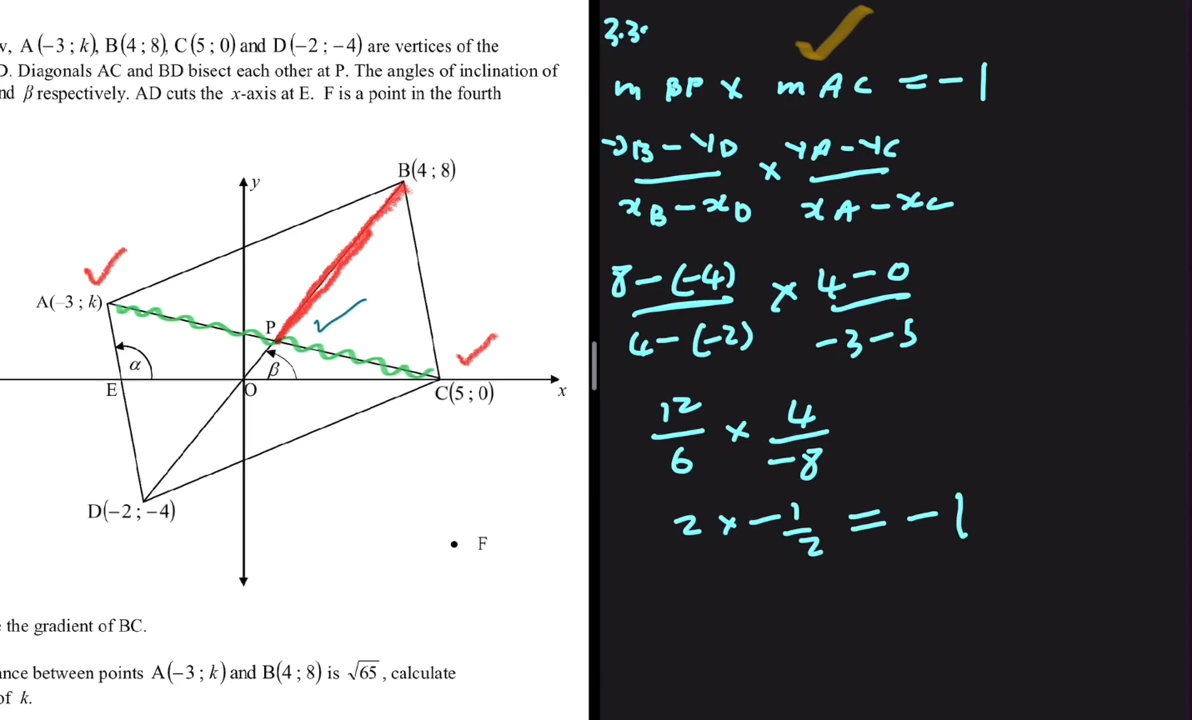 v, A(−3 ; k), B(4 ; 8), C(5 ; 0) and D(−2 ; −4) are vertices of the
D. Diagonals AC and BD bisect each other at P. The angles of inclination of
nd β respectively. AD cuts the x-axis at E. F is a point in the fourth
B(4 ; 8)
y
A(−3 ; k)
P
α
β
E
O
C(5 ; 0)
x
D(−2 ; −4)
F
the gradient of BC.
ance between points A(−3 ; k) and B(4 ; 8) is √65 , calculate
of k.
3.3.
m BP × m AC = −1
yB − yD / xB − xD × yA − yC / xA − xC
8 − (−4) / 4 − (−2) × 4 − 0 / −3 − 5
12 / 6 × 4 / −8
2 × −1/2 = −1